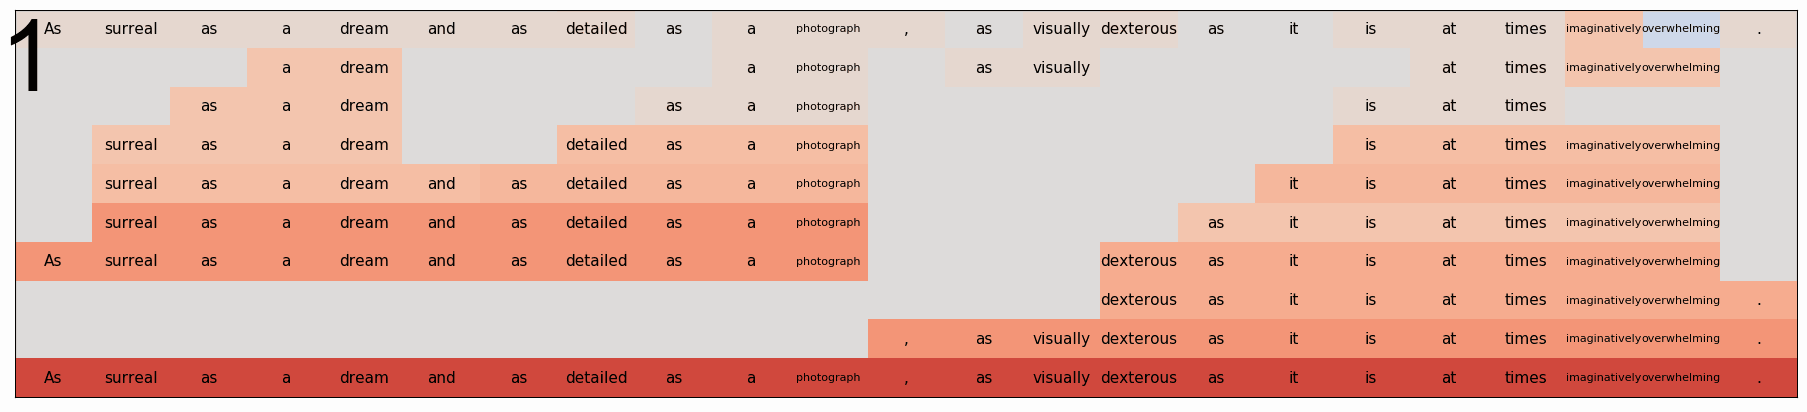 1
As surreal as a dream and as detailed as a photograph , as visually dexterous as it is at times imaginatively overwhelming .
a dream a photograph as visually at times imaginatively overwhelming
as a dream as a photograph is at times
surreal as a dream detailed as a photograph is at times imaginatively overwhelming
surreal as a dream and as detailed as a photograph it is at times imaginatively overwhelming
surreal as a dream and as detailed as a photograph as it is at times imaginatively overwhelming
As surreal as a dream and as detailed as a photograph dexterous as it is at times imaginatively overwhelming
dexterous as it is at times imaginatively overwhelming .
, as visually dexterous as it is at times imaginatively overwhelming .
As surreal as a dream and as detailed as a photograph , as visually dexterous as it is at times imaginatively overwhelming .